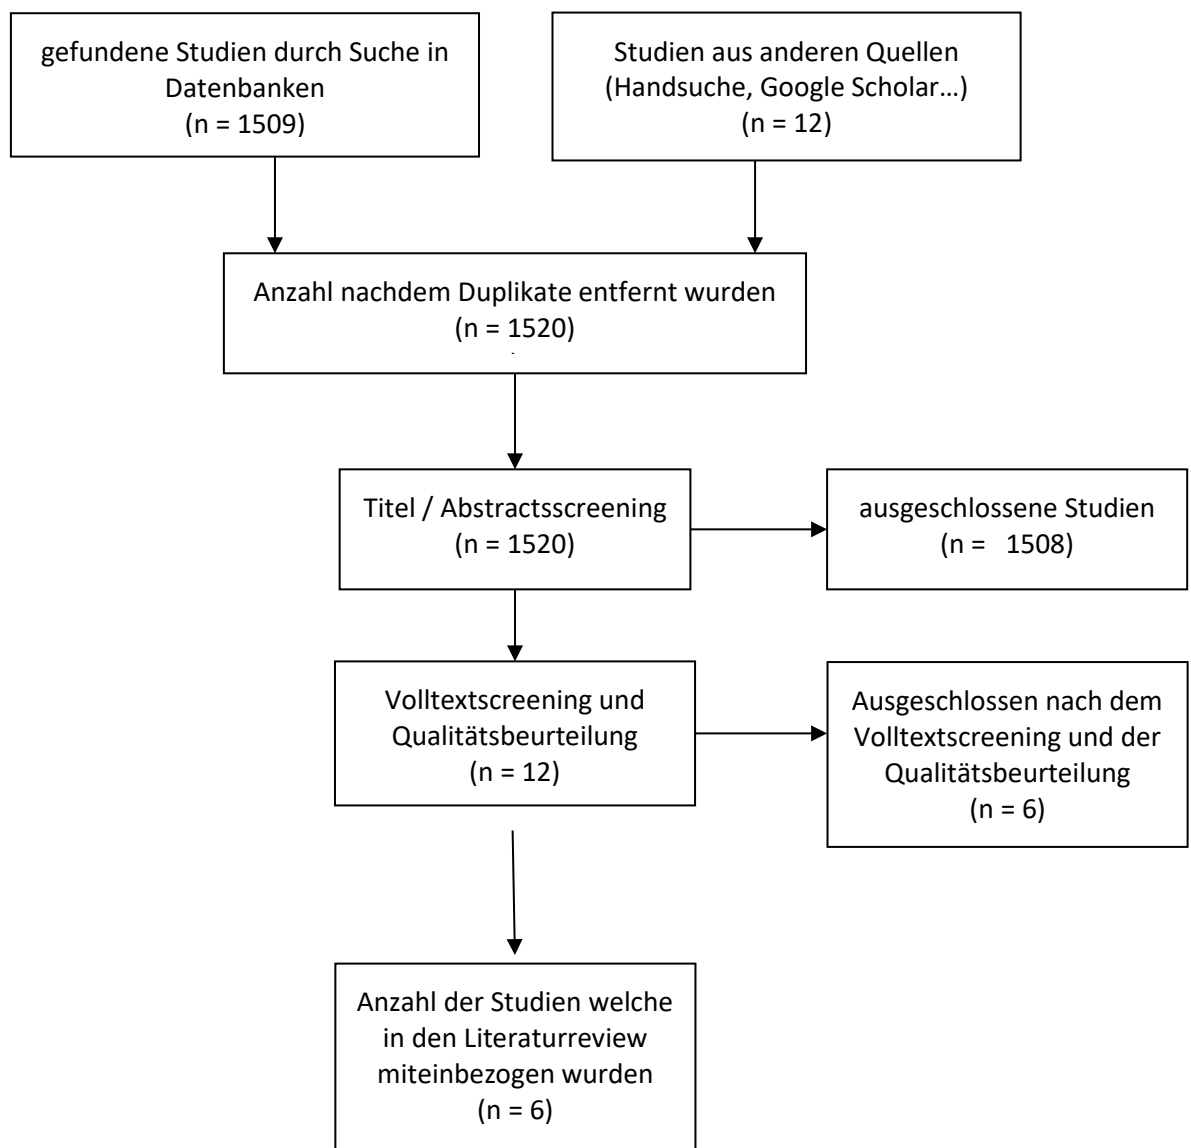 gefundene Studien durch Suche in
Datenbanken
(n = 1509)
Studien aus anderen Quellen
(Handsuche, Google Scholar…)
(n = 12)
Anzahl nachdem Duplikate entfernt wurden
(n = 1520)
Titel / Abstractsscreening
(n = 1520)
ausgeschlossene Studien
(n =   1508)
Volltextscreening und
Qualitätsbeurteilung
(n = 12)
Ausgeschlossen nach dem
Volltextscreening und der
Qualitätsbeurteilung
(n = 6)
Anzahl der Studien welche
in den Literaturreview
miteinbezogen wurden
(n = 6)